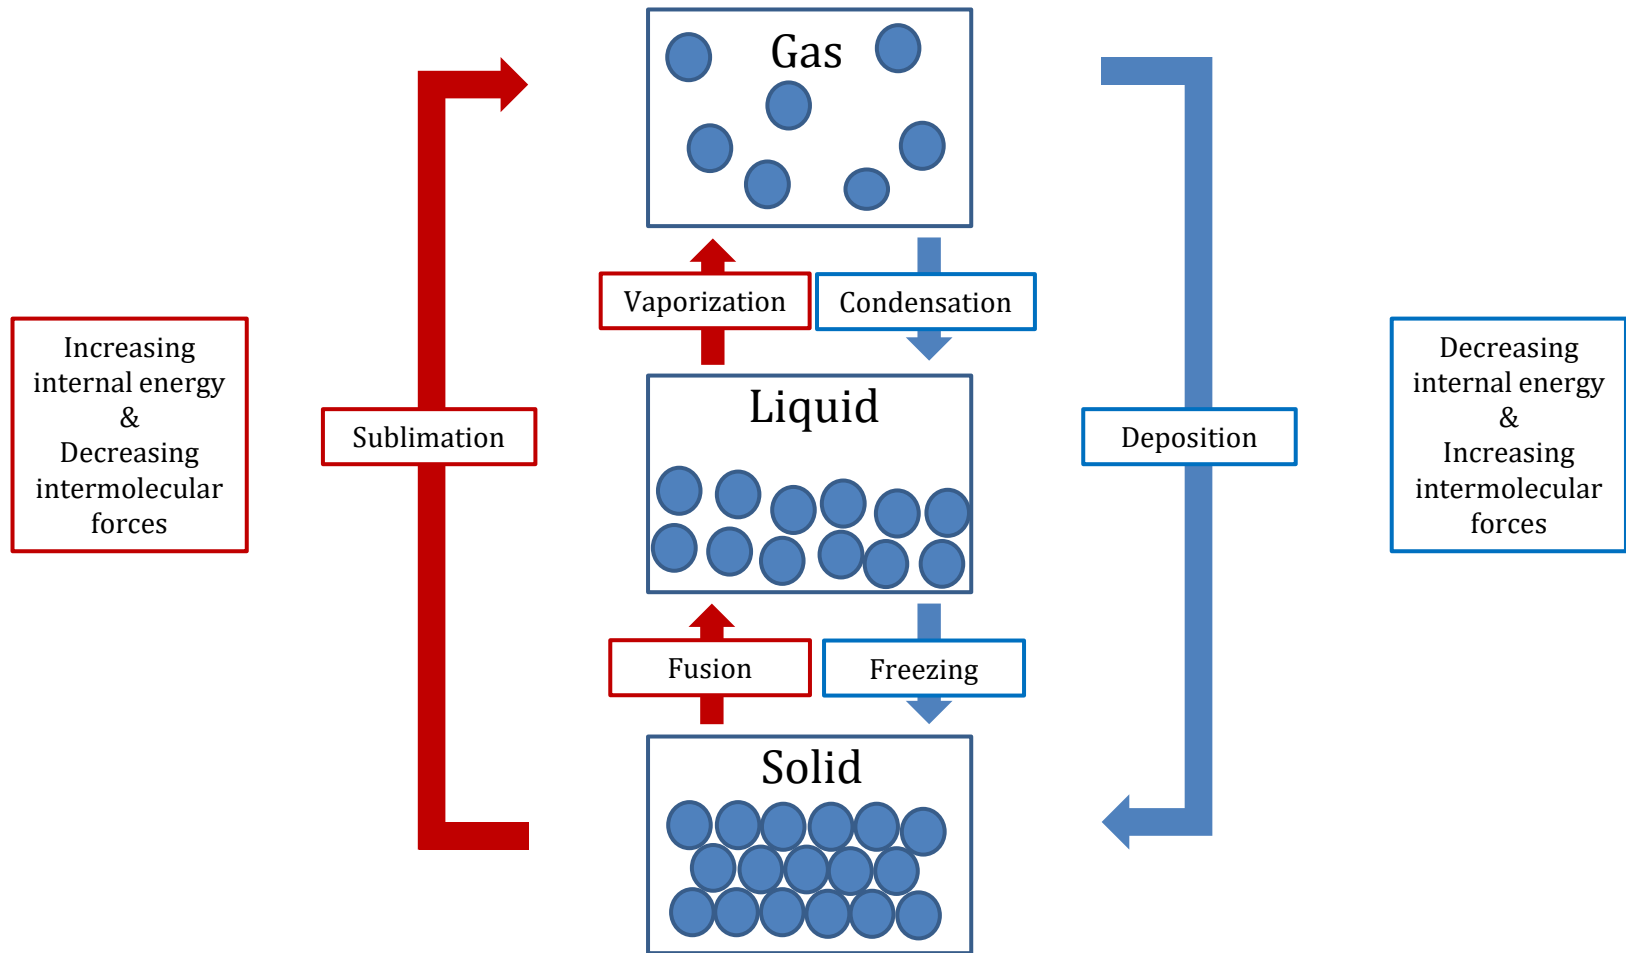 Gas
Vaporization
Condensation
Increasing
internal energy
&
Decreasing
intermolecular
forces
Sublimation
Liquid
Deposition
Decreasing
internal energy
&
Increasing
intermolecular
forces
Fusion
Freezing
Solid